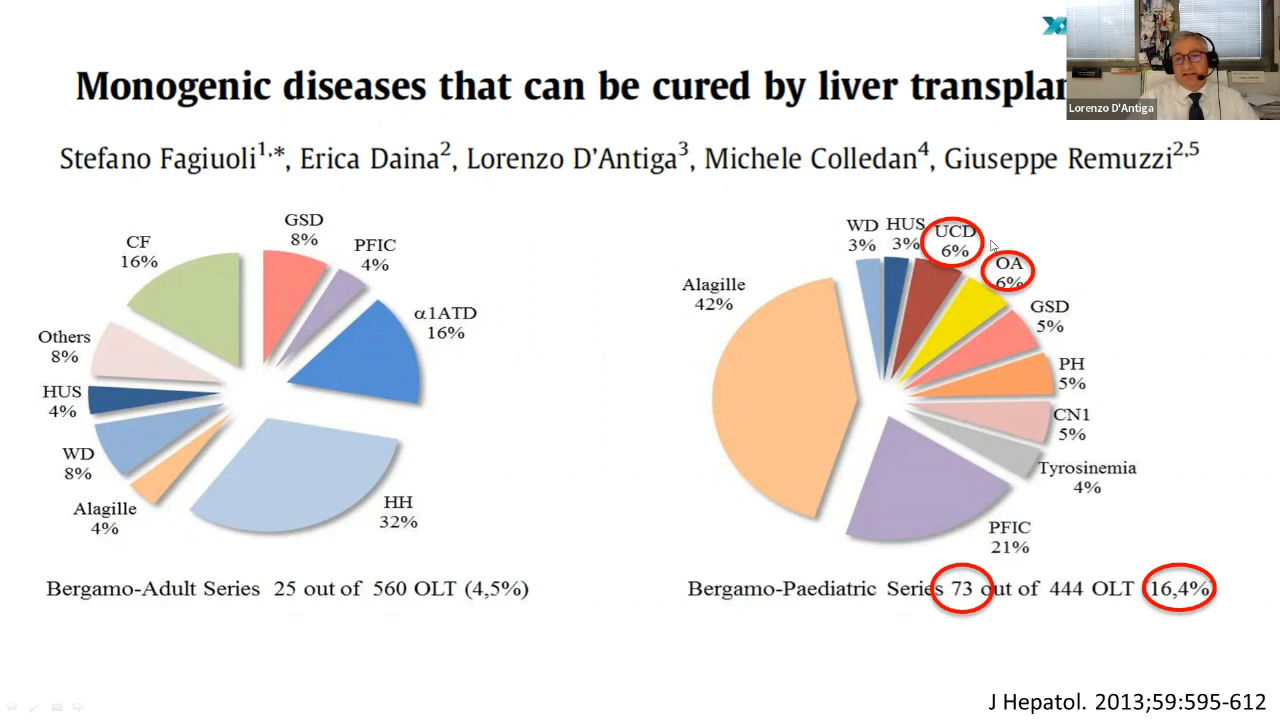 Monogenic diseases that can be cured by liver transplan
Lorenzo D'Antiga
Stefano Fagiuoli1,*, Erica Daina2, Lorenzo D'Antiga3, Michele Colledan4, Giuseppe Remuzzi2,5
GSD
8%
PFIC
4%
α1ATD
16%
HH
32%
Alagille
4%
WD
8%
HUS
4%
Others
8%
CF
16%
Bergamo-Adult Series 25 out of 560 OLT (4,5%)
WD
3%
HUS
3%
UCD
6%
OA
6%
GSD
5%
PH
5%
CN1
5%
Tyrosinemia
4%
PFIC
21%
Alagille
42%
Bergamo-Paediatric Series 73 out of 444 OLT (16,4%)
J Hepatol. 2013;59:595-612